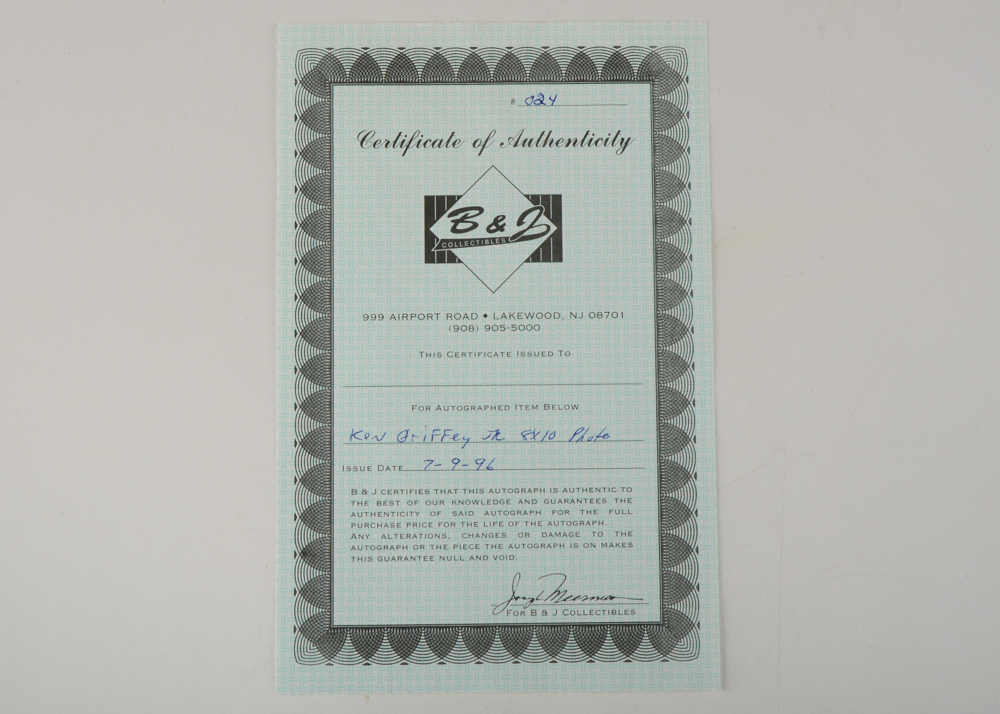 # 024
Certificate of Authenticity
B & J
COLLECTIBLES
999 AIRPORT ROAD • LAKEWOOD, NJ 08701
(908) 905-5000
THIS CERTIFICATE ISSUED TO
FOR AUTOGRAPHED ITEM BELOW
Ken Griffey JR 8X10 Photo
ISSUE DATE 7-9-96
B & J CERTIFIES THAT THIS AUTOGRAPH IS AUTHENTIC TO
THE BEST OF OUR KNOWLEDGE AND GUARANTEES THE
AUTHENTICITY OF SAID AUTOGRAPH FOR THE FULL
PURCHASE PRICE FOR THE LIFE OF THE AUTOGRAPH.
ANY ALTERATIONS, CHANGES OR DAMAGE TO THE
AUTOGRAPH OR THE PIECE THE AUTOGRAPH IS ON MAKES
THIS GUARANTEE NULL AND VOID.
FOR B & J COLLECTIBLES